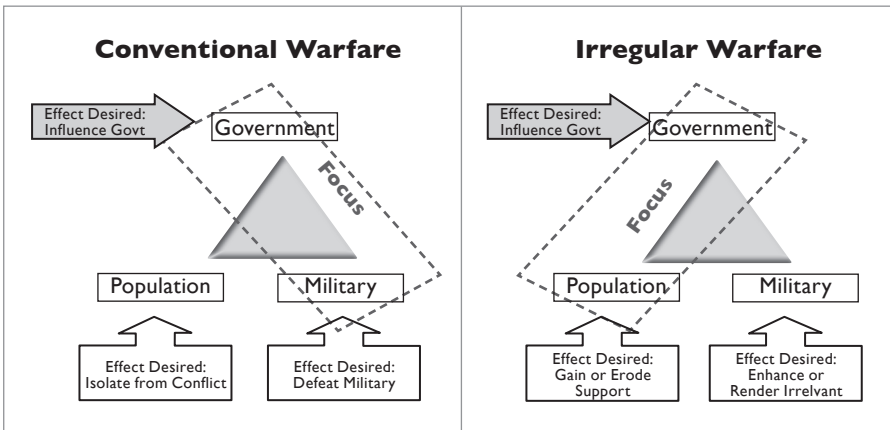 Conventional Warfare
Effect Desired:
Influence Govt
Government
Focus
Population
Military
Effect Desired:
Isolate from Conflict
Effect Desired:
Defeat Military
Irregular Warfare
Effect Desired:
Influence Govt
Government
Focus
Population
Military
Effect Desired:
Gain or Erode
Support
Effect Desired:
Enhance or
Render Irrelvant